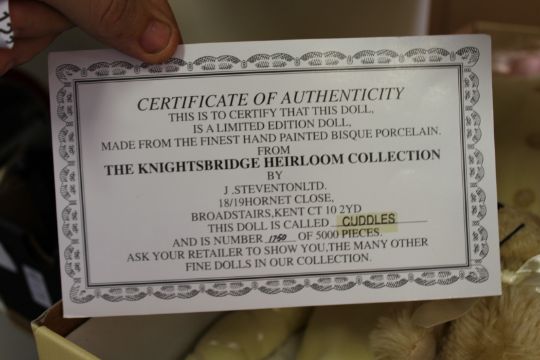 CERTIFICATE OF AUTHENTICITY
THIS IS TO CERTIFY THAT THIS DOLL,
IS A LIMITED EDITION DOLL,
MADE FROM THE FINEST HAND PAINTED BISQUE PORCELAIN.
FROM
THE KNIGHTSBRIDGE HEIRLOOM COLLECTION
BY
J .STEVENTONLTD.
18/19HORNET CLOSE,
BROADSTAIRS,KENT CT 10 2YD
THIS DOLL IS CALLED CUDDLES
AND IS NUMBER 1750 OF 5000 PIECES.
ASK YOUR RETAILER TO SHOW YOU,THE MANY OTHER
FINE DOLLS IN OUR COLLECTION.